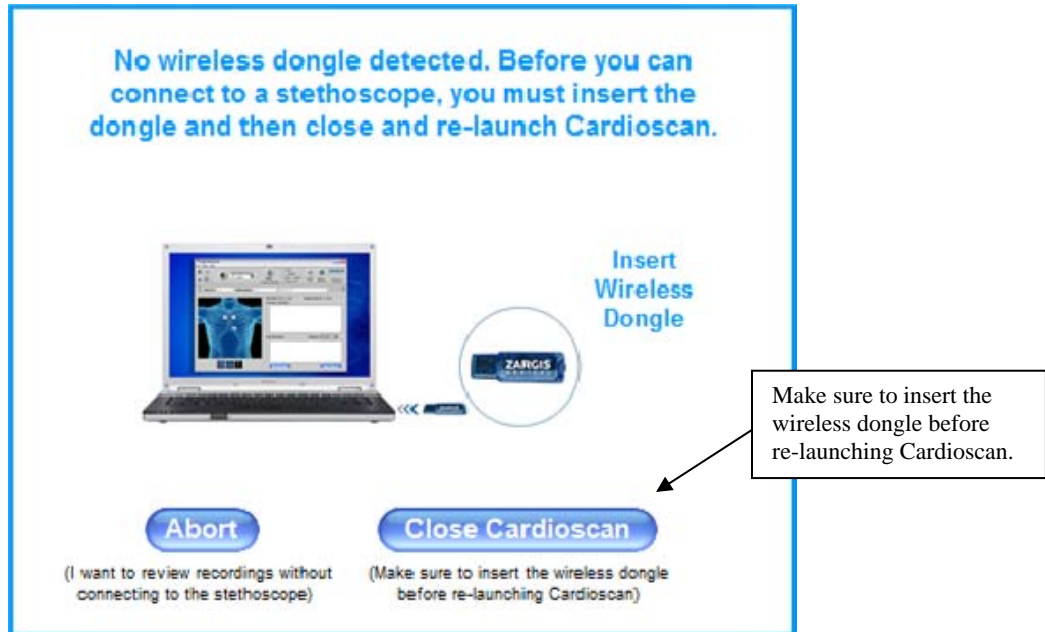 No wireless dongle detected. Before you can
connect to a stethoscope, you must insert the
dongle and then close and re-launch Cardioscan.
Insert
Wireless
Dongle
ZARGIS
Make sure to insert the
wireless dongle before
re-launching Cardioscan.
Abort
(I want to review recordings without
connecting to the stethoscope)
Close Cardioscan
(Make sure to insert the wireless dongle
before re-launching Cardioscan)